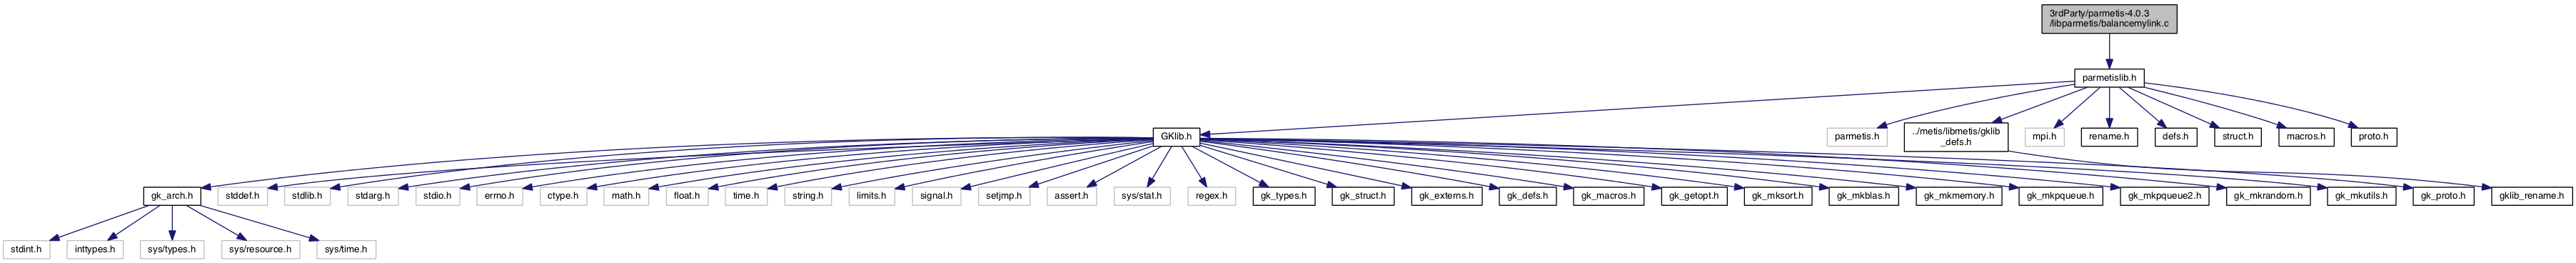 3rdParty/parmetis-4.0.3
/libparmetis/balancemylink.c
parmetislib.h
GKlib.h
parmetis.h
../metis/libmetis/gklib
_defs.h
mpi.h
rename.h
defs.h
struct.h
macros.h
proto.h
gk_arch.h
stddef.h
stdlib.h
stdarg.h
stdio.h
errno.h
ctype.h
math.h
float.h
time.h
string.h
limits.h
signal.h
setjmp.h
assert.h
sys/stat.h
regex.h
gk_types.h
gk_struct.h
gk_externs.h
gk_defs.h
gk_macros.h
gk_getopt.h
gk_mksort.h
gk_mkblas.h
gk_mkmemory.h
gk_mkpqueue.h
gk_mkpqueue2.h
gk_mkrandom.h
gk_mkutils.h
gk_proto.h
gklib_rename.h
stdint.h
inttypes.h
sys/types.h
sys/resource.h
sys/time.h